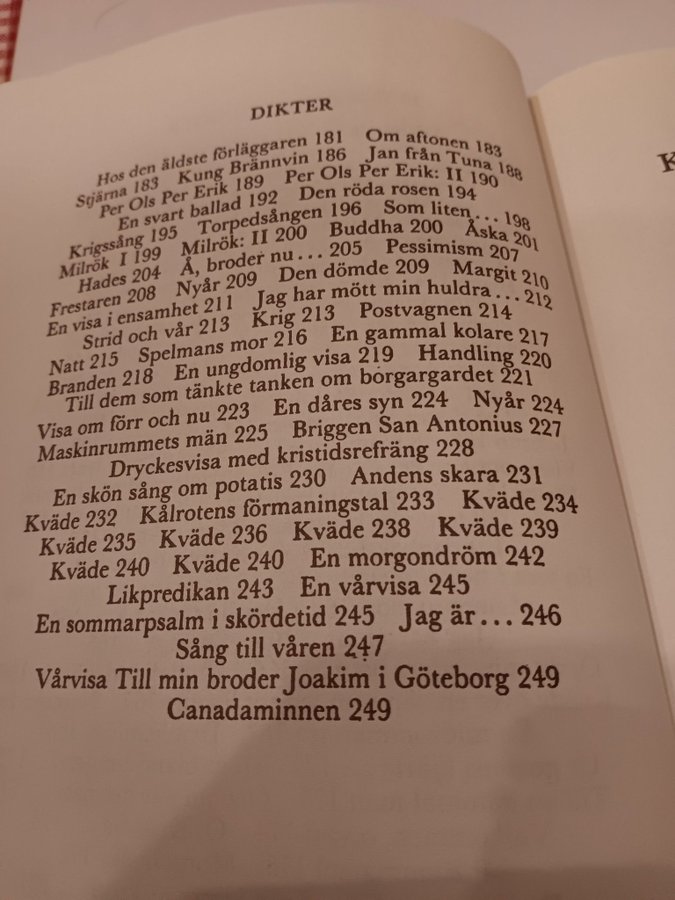 DIKTER
Hos den äldste förläggaren 181 Om aftonen 183
Stjärna 183 Kung Brännvin 186 Jan från Tuna 188
Per Ols Per Erik 189 Per Ols Per Erik: II 190
En svart ballad 192 Den röda rosen 194
Krigssång 195 Torpedsången 196 Som liten... 198
Milrök I 199 Milrök: II 200 Buddha 200 Åska 201
Hades 204 Å, broder nu... 205 Pessimism 207
Frestaren 208 Nyår 209 Den dömde 209 Margit 210
En visa i ensamhet 211 Jag har mött min huldra... 212
Strid och vår 213 Krig 213 Postvagnen 214
Natt 215 Spelmans mor 216 En gammal kolare 217
Branden 218 En ungdomlig visa 219 Handling 220
Till dem som tänkte tanken om borgargardet 221
Visa om förr och nu 223 En dåres syn 224 Nyår 224
Maskinrummets män 225 Briggen San Antonius 227
Dryckesvisa med kristidsrefräng 228
En skön sång om potatis 230 Andens skara 231
Kväde 232 Kålrotens förmaningstal 233 Kväde 234
Kväde 235 Kväde 236 Kväde 238 Kväde 239
Kväde 240 Kväde 240 En morgondröm 242
Likpredikan 243 En vårvisa 245
En sommarpsalm i skördetid 245 Jag är... 246
Sång till våren 247
Vårvisa Till min broder Joakim i Göteborg 249
Canadaminnen 249
K